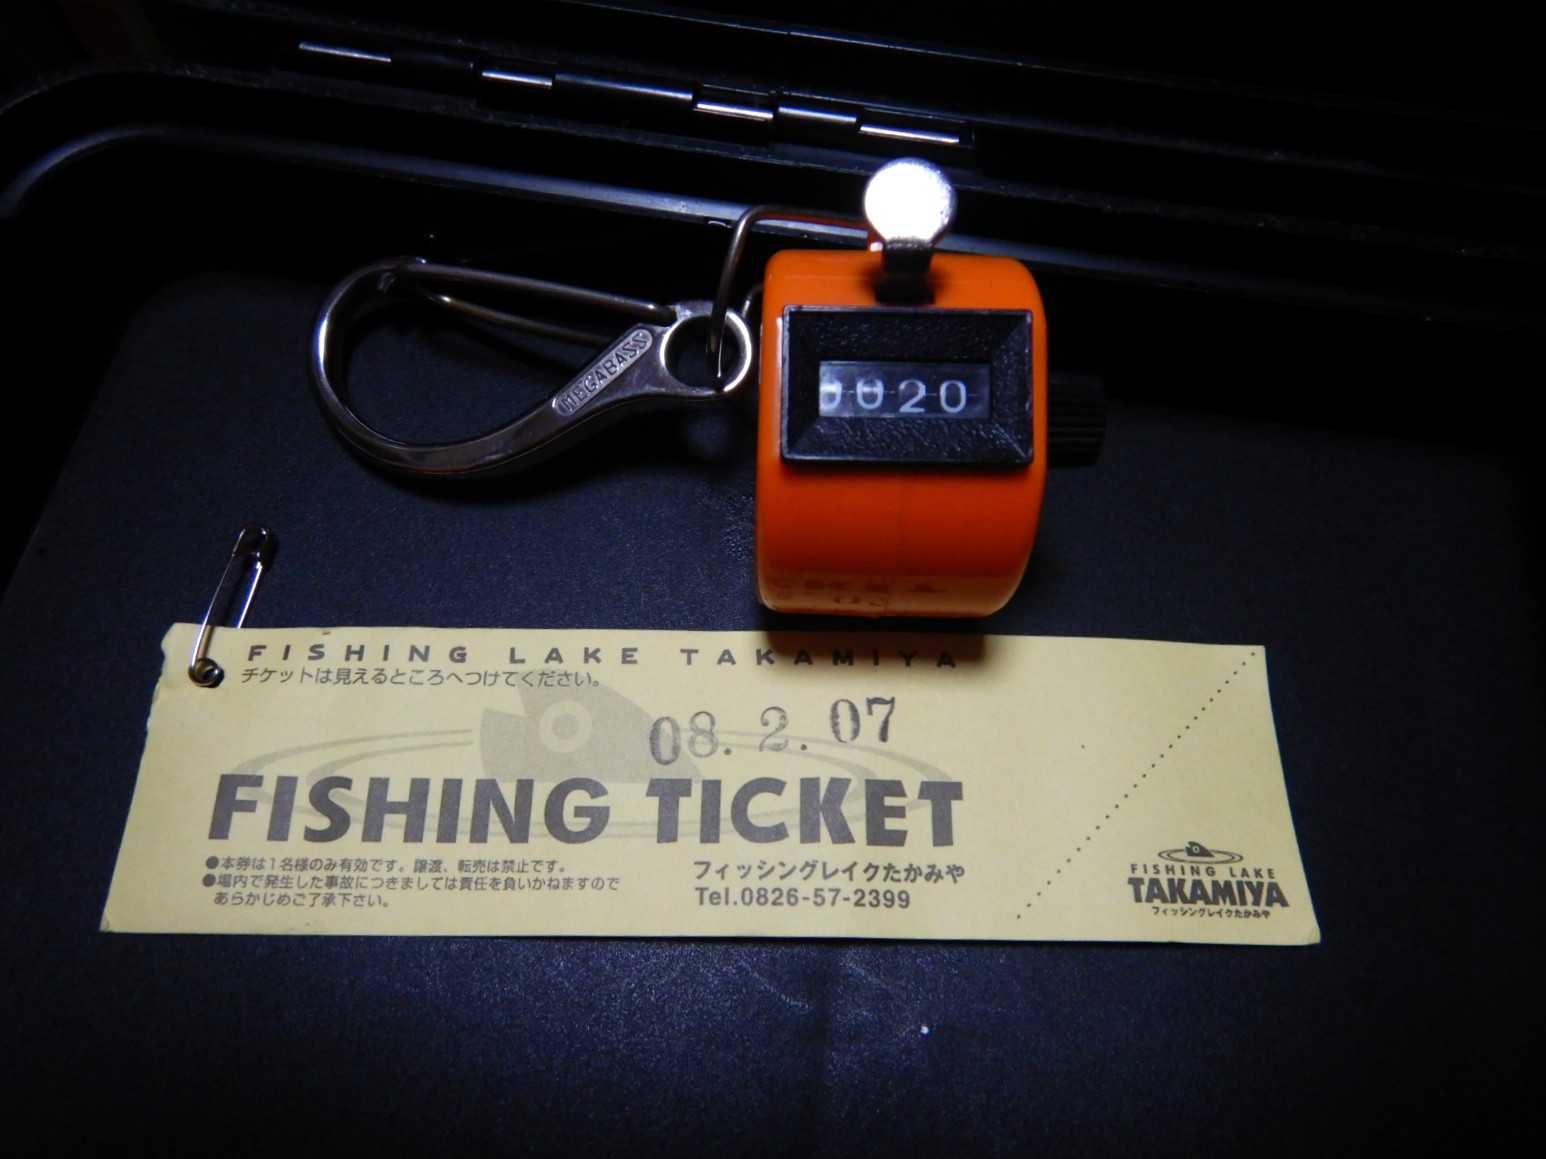 MEGABASS
0020
FISHING LAKE TAKAMIYA
チケットは見えるところへつけてください。
08.2.07
FISHING TICKET
●本券は1名様のみ有効です。譲渡、転売は禁止です。
●場内で発生した事故につきましては責任を負いかねますので
あらかじめご了承下さい。
フィッシングレイクたかみや
Tel.0826-57-2399
FISHING LAKE
TAKAMIYA
フィッシングレイクたかみや